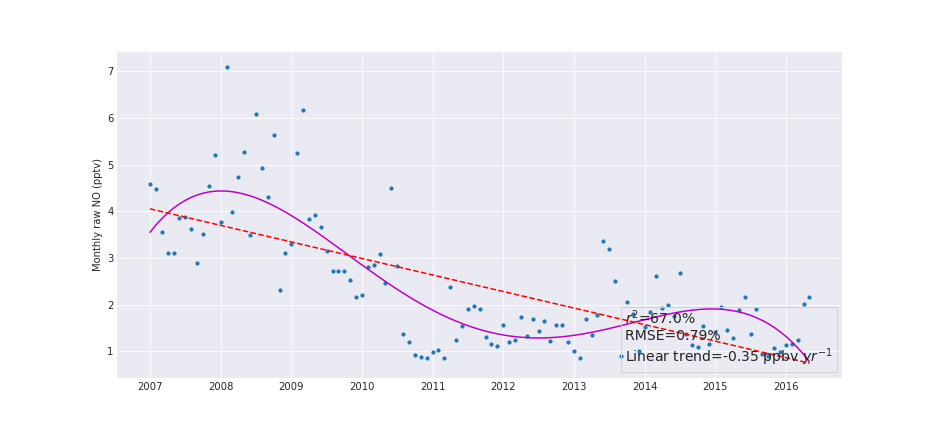 7
6
5
4
3
2
1
Monthly raw NO (pptv)
r²=67.0%
RMSE=0.79%
Linear trend=-0.35 ppbv yr⁻¹
2007 2008 2009 2010 2011 2012 2013 2014 2015 2016